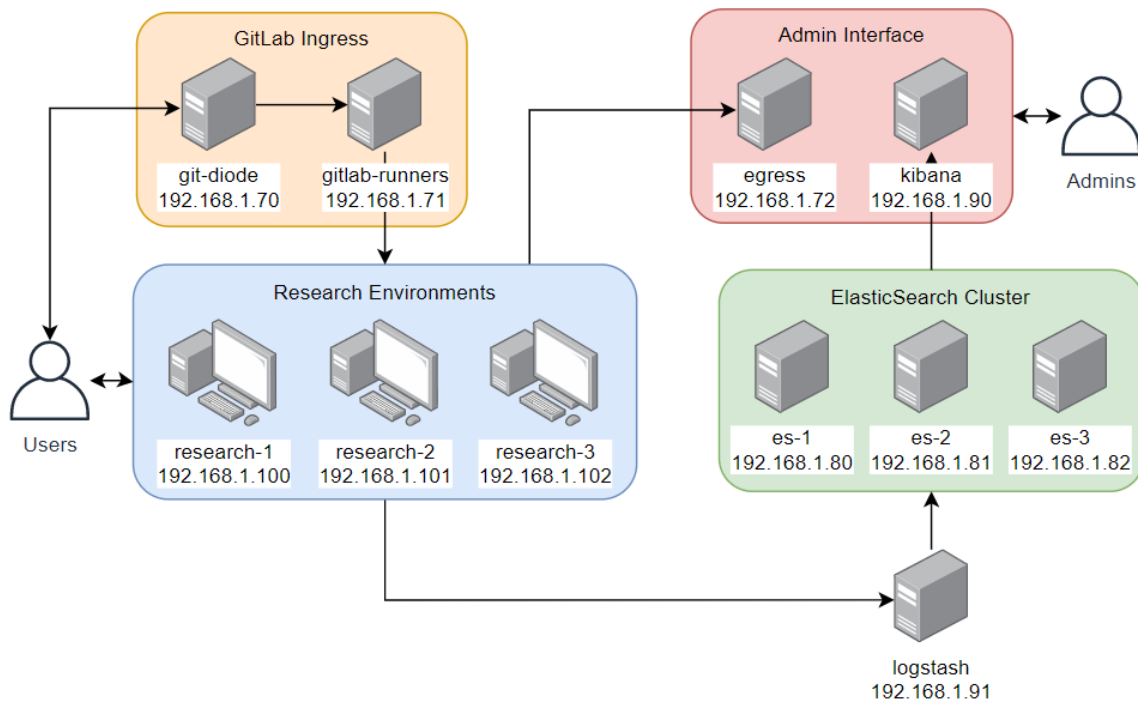 GitLab Ingress
git-diode
192.168.1.70
gitlab-runners
192.168.1.71
Admin Interface
egress
192.168.1.72
kibana
192.168.1.90
Admins
Users
Research Environments
research-1
192.168.1.100
research-2
192.168.1.101
research-3
192.168.1.102
ElasticSearch Cluster
es-1
192.168.1.80
es-2
192.168.1.81
es-3
192.168.1.82
logstash
192.168.1.91